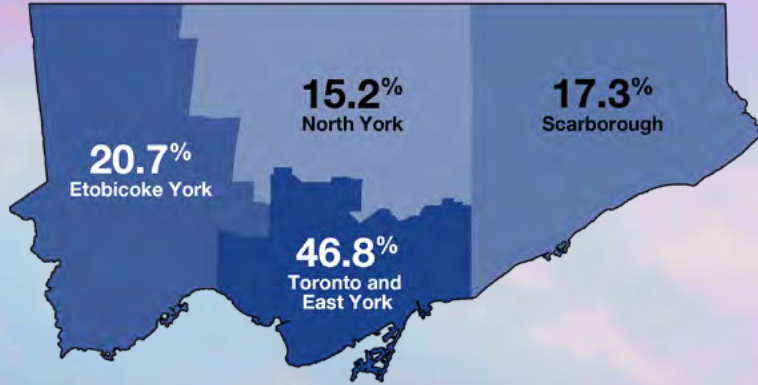 15.2%
North York
17.3%
Scarborough
20.7%
Etobicoke York
46.8%
Toronto and
East York